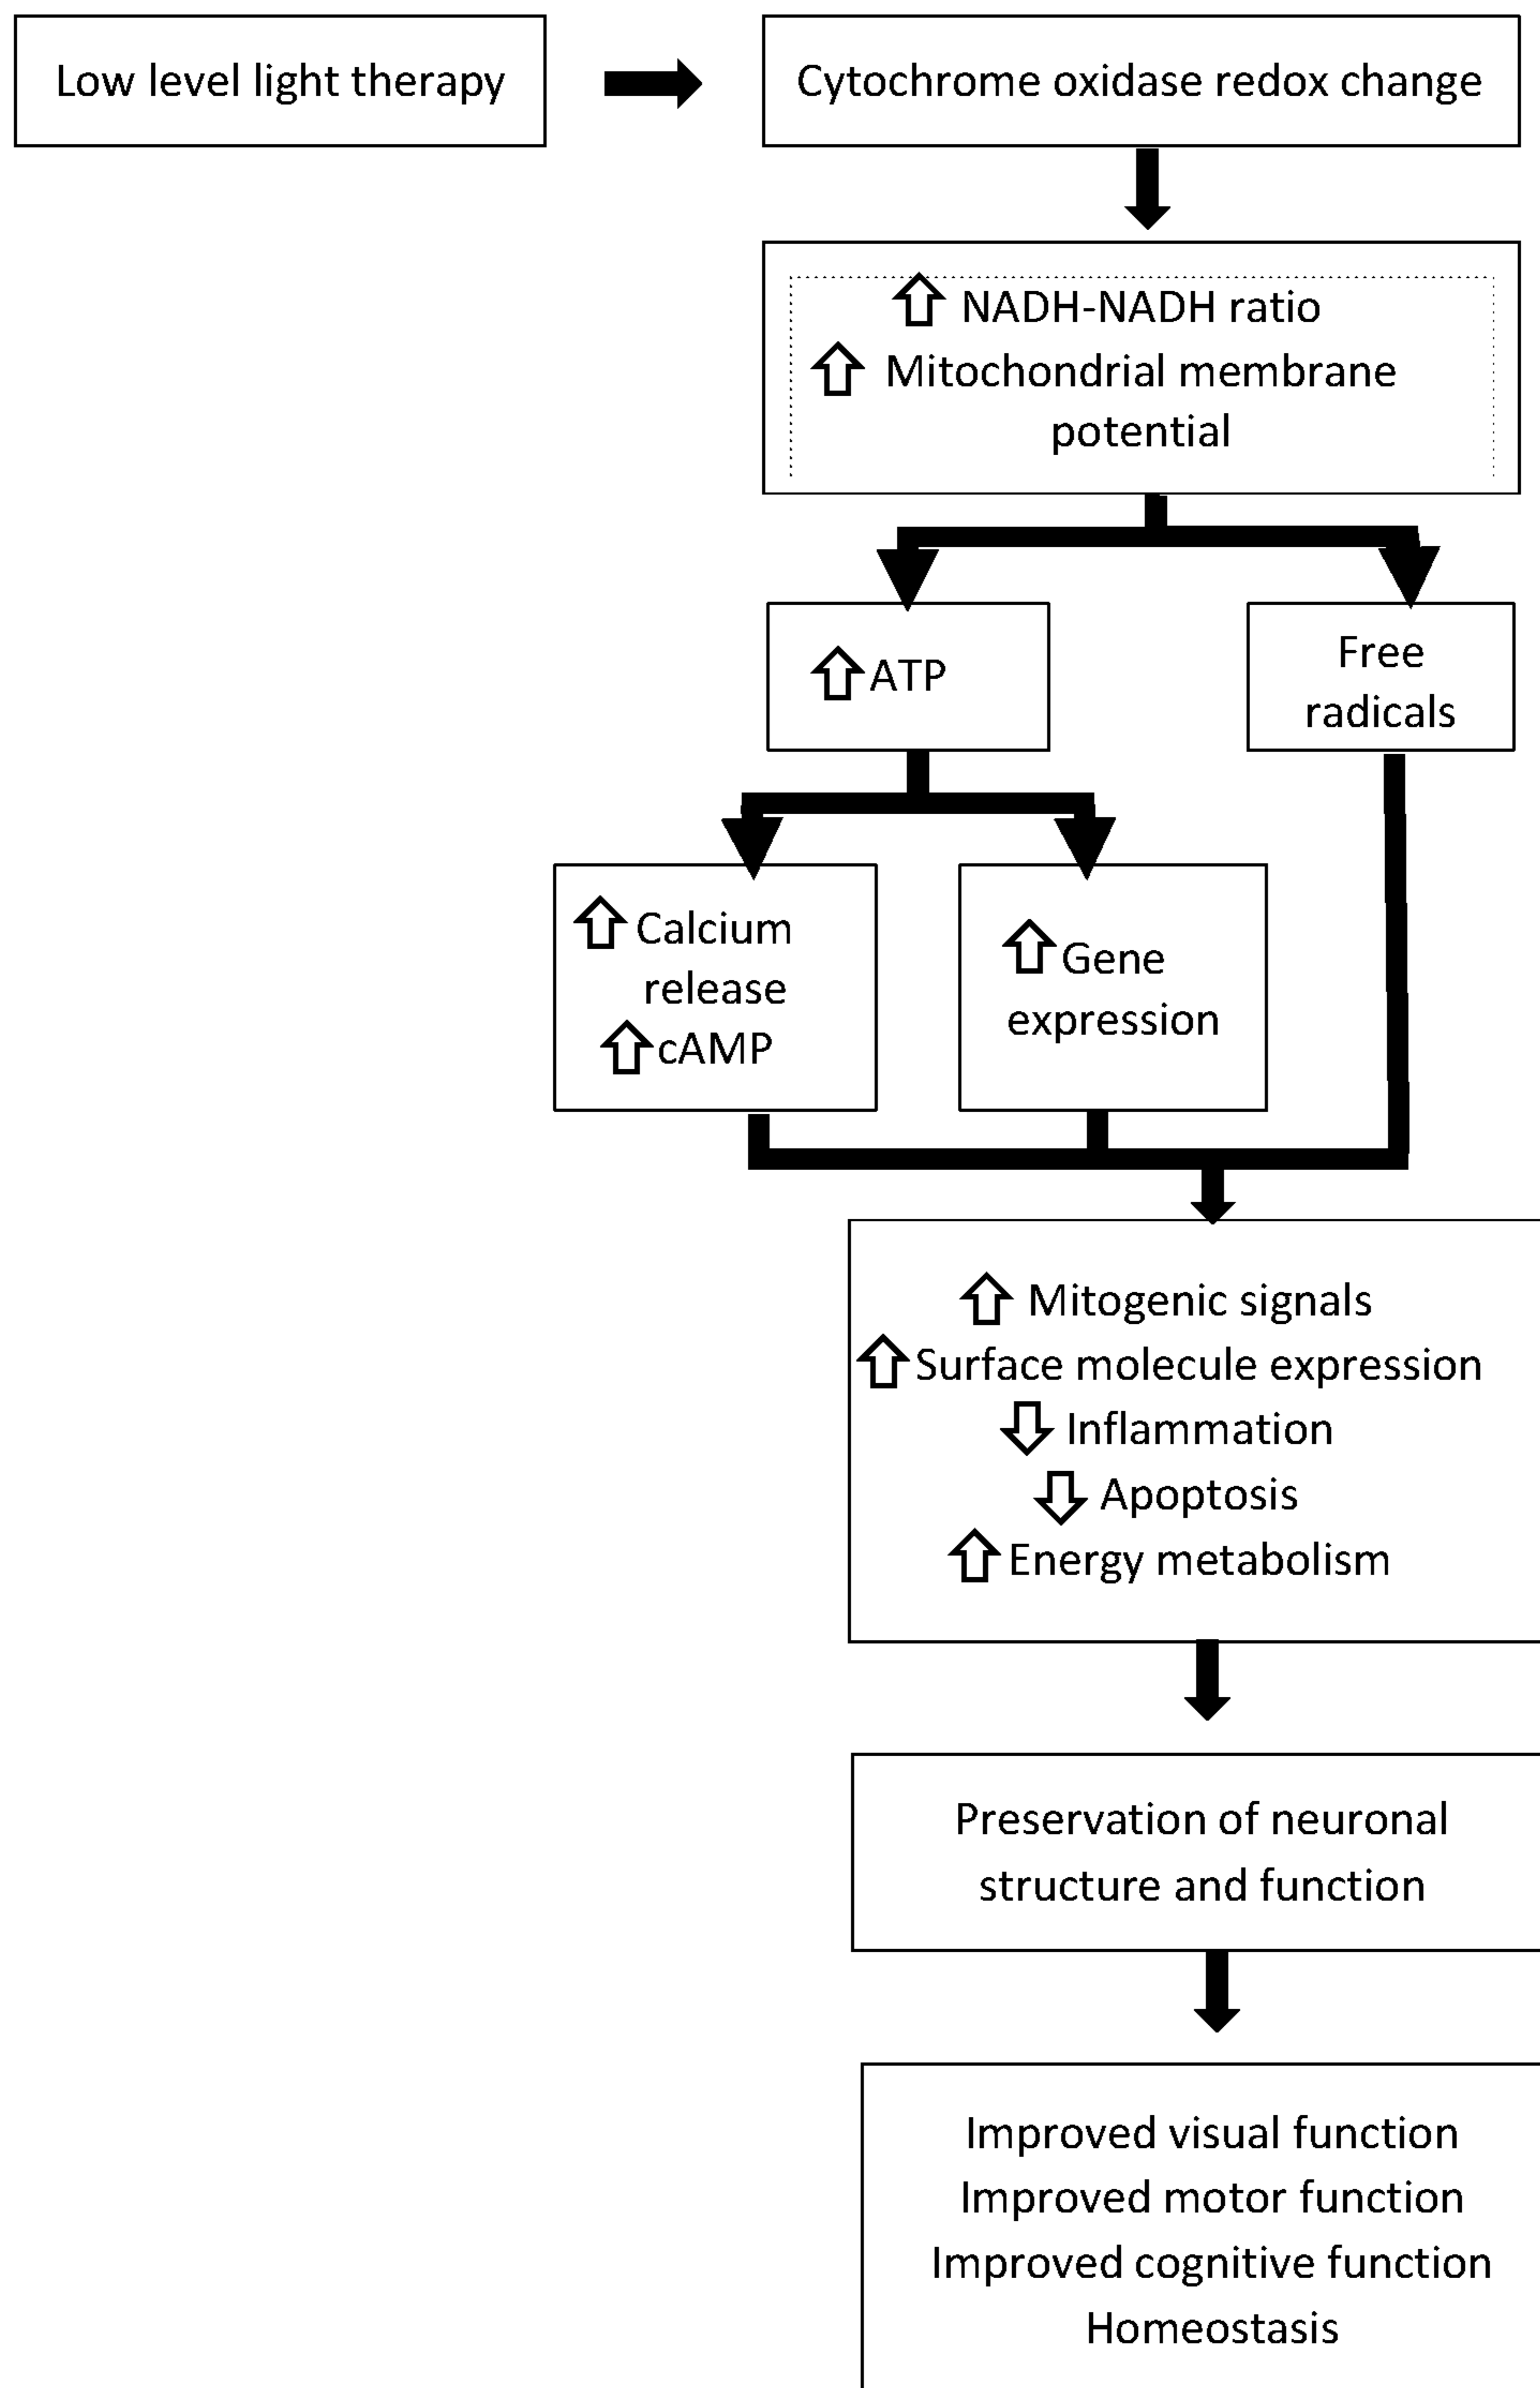 Low level light therapy
Cytochrome oxidase redox change
NADH-NADH ratio
Mitochondrial membrane
potential
ATP
Free
radicals
Calcium
release
cAMP
Gene
expression
Mitogenic signals
Surface molecule expression
Inflammation
Apoptosis
Energy metabolism
Preservation of neuronal
structure and function
Improved visual function
Improved motor function
Improved cognitive function
Homeostasis